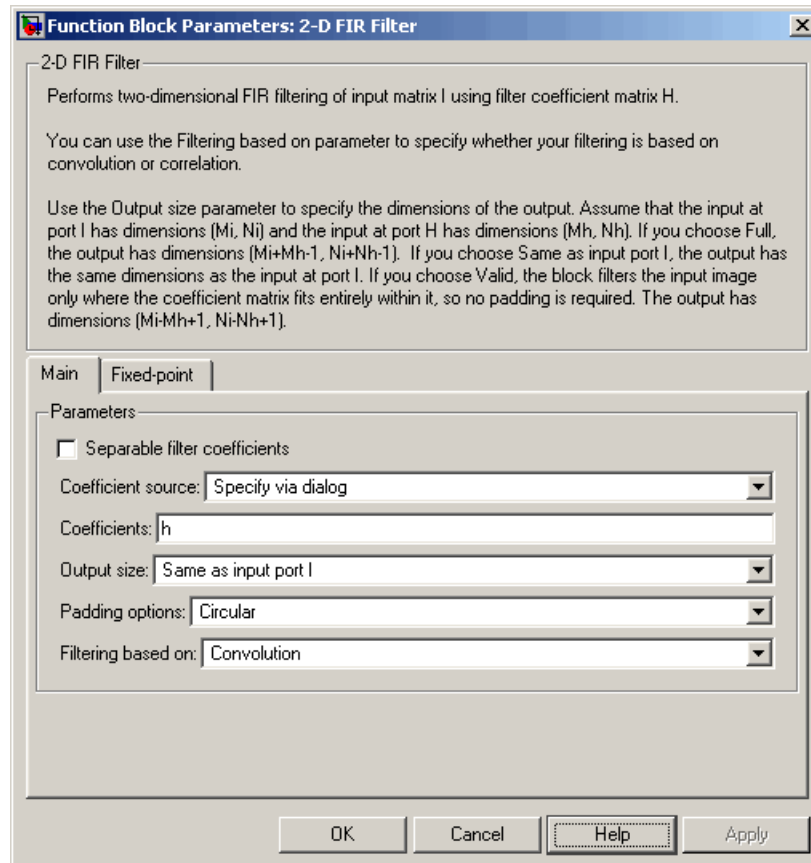 Function Block Parameters: 2-D FIR Filter
2-D FIR Filter
Performs two-dimensional FIR filtering of input matrix I using filter coefficient matrix H.
You can use the Filtering based on parameter to specify whether your filtering is based on
convolution or correlation.
Use the Output size parameter to specify the dimensions of the output. Assume that the input at
port I has dimensions (Mi, Ni) and the input at port H has dimensions (Mh, Nh). If you choose Full,
the output has dimensions (Mi+Mh-1, Ni+Nh-1). If you choose Same as input port I, the output has
the same dimensions as the input at port I. If you choose Valid, the block filters the input image
only where the coefficient matrix fits entirely within it, so no padding is required. The output has
dimensions (Mi-Mh+1, Ni-Nh+1).
Main Fixed-point
Parameters
Separable filter coefficients
Coefficient source: Specify via dialog
Coefficients: h
Output size: Same as input port I
Padding options: Circular
Filtering based on: Convolution
OK Cancel Help Apply